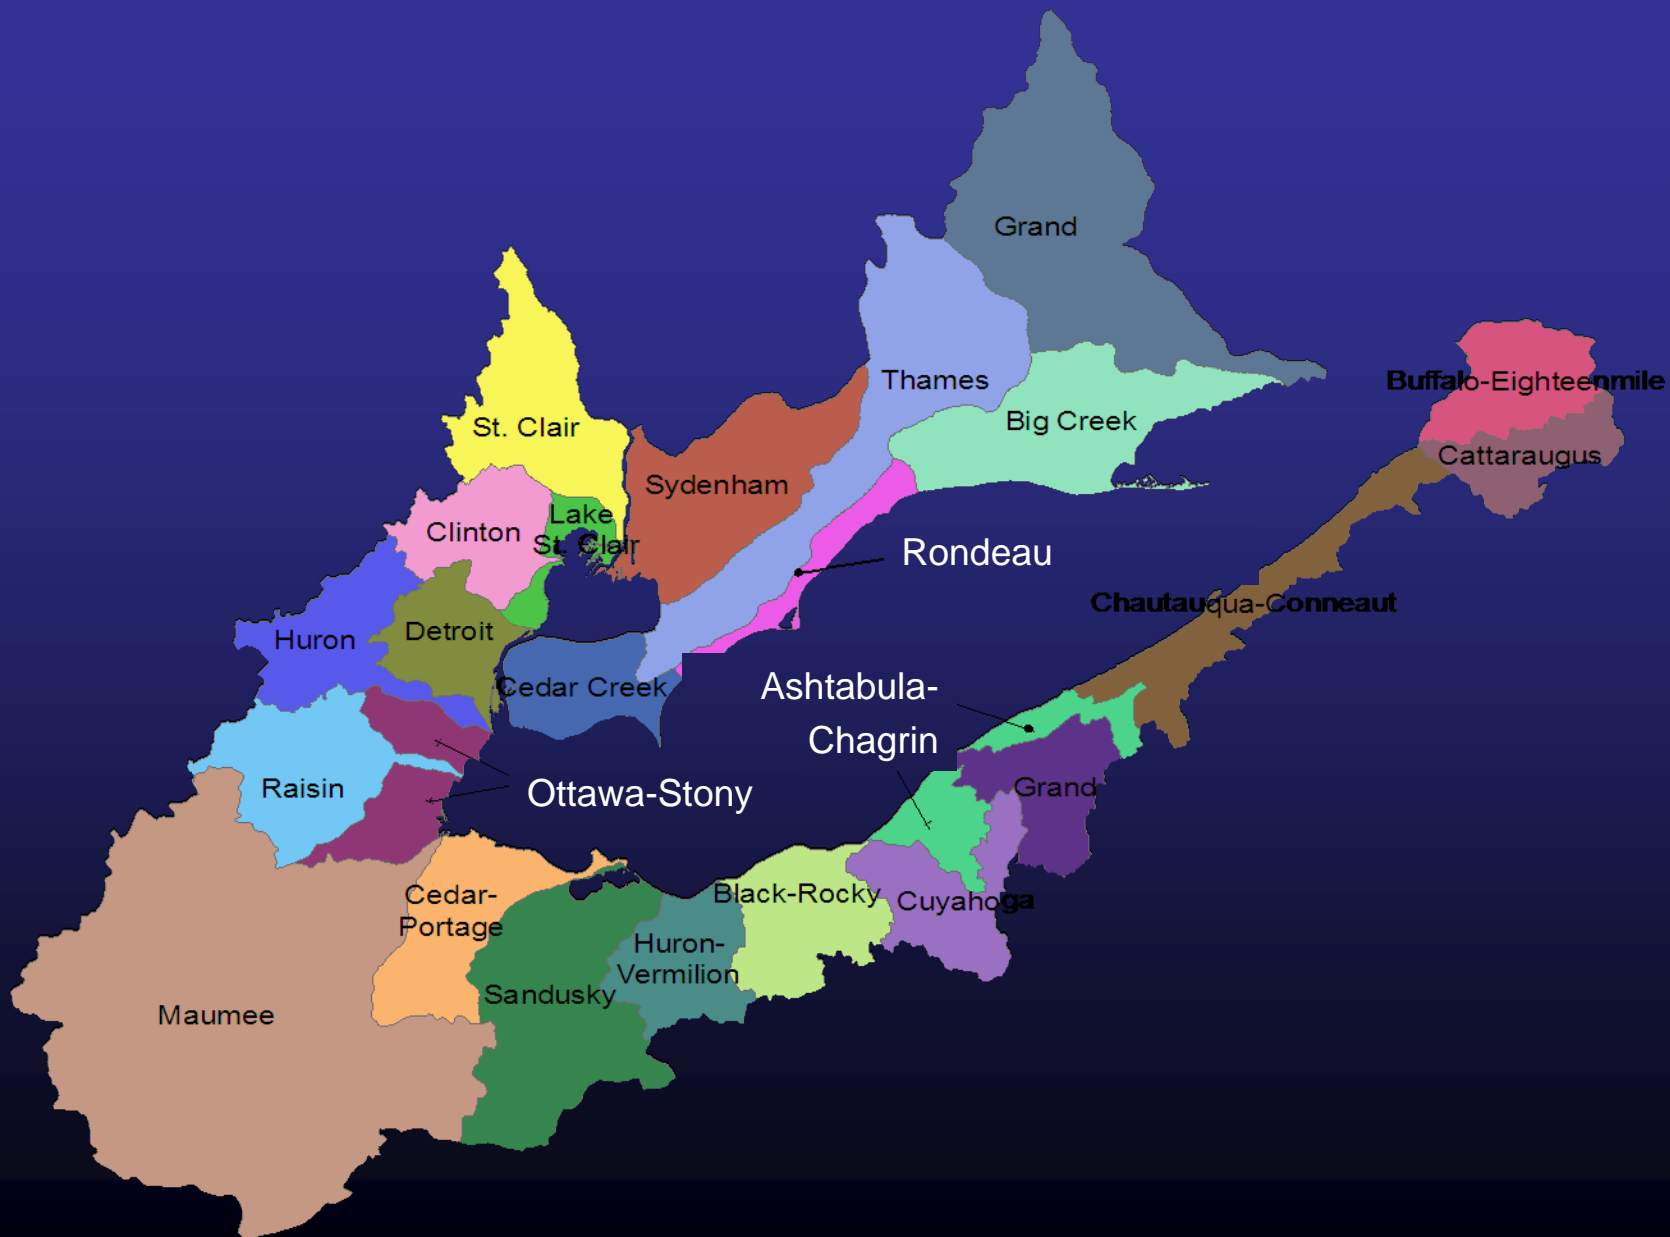 Grand
Thames
Buffalo-Eighteenmile
Big Creek
St. Clair
Cattaraugus
Sydenham
Lake
St. Clair
Clinton
Rondeau
Chautauqua-Conneaut
Detroit
Huron
Cedar Creek
Ashtabula-
Chagrin
Raisin
Ottawa-Stony
Grand
Cedar-
Portage
Black-Rocky
Cuyahoga
Huron-
Vermilion
Sandusky
Maumee